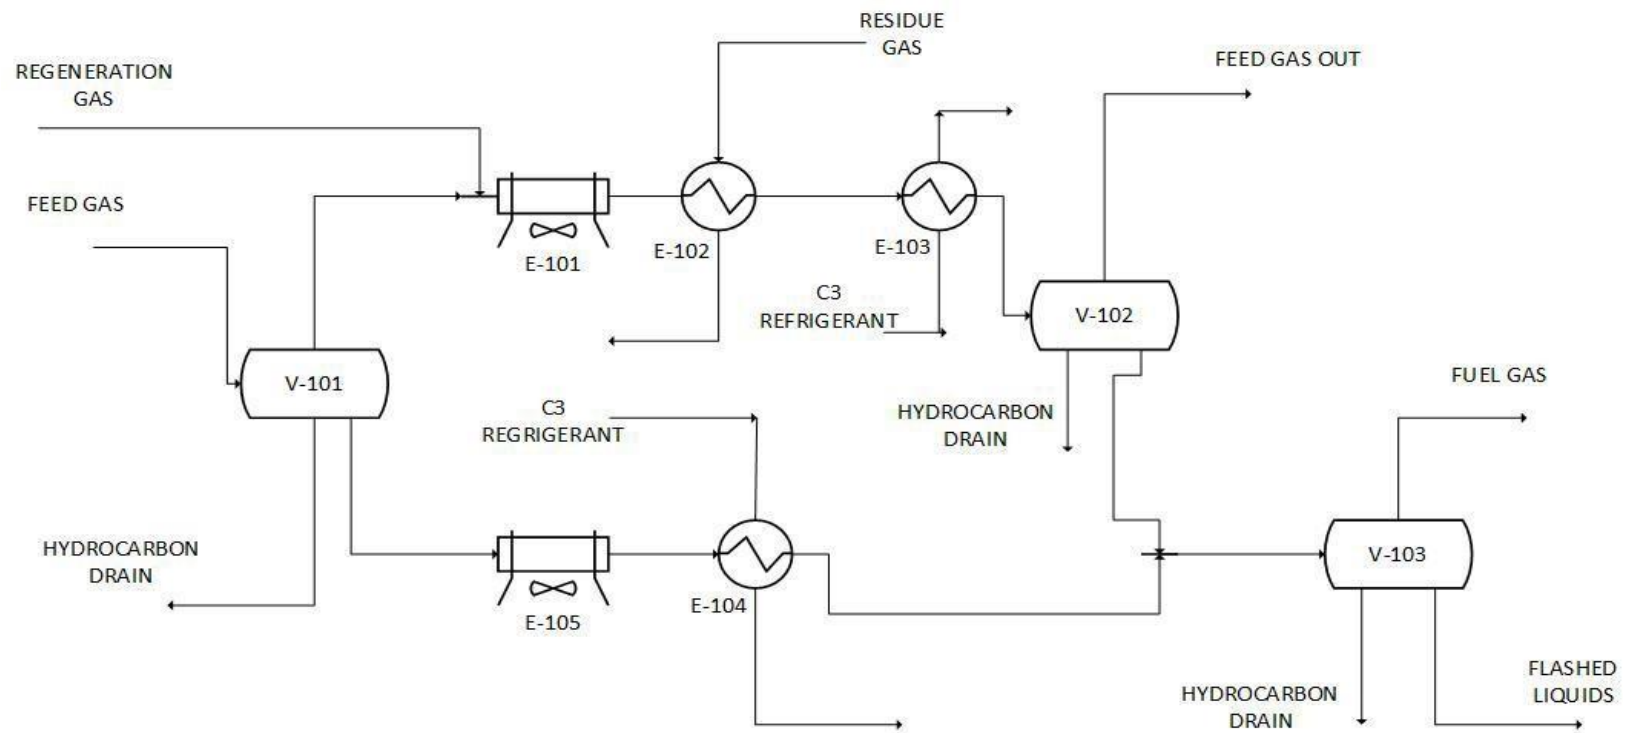 RESIDUE
GAS
FEED GAS OUT
REGENERATION
GAS
FEED GAS
E-101
E-102
E-103
C3
REFRIGERANT
V-102
V-101
FUEL GAS
C3
REGRIGERANT
HYDROCARBON
DRAIN
HYDROCARBON
DRAIN
V-103
E-105
E-104
HYDROCARBON
DRAIN
FLASHED
LIQUIDS